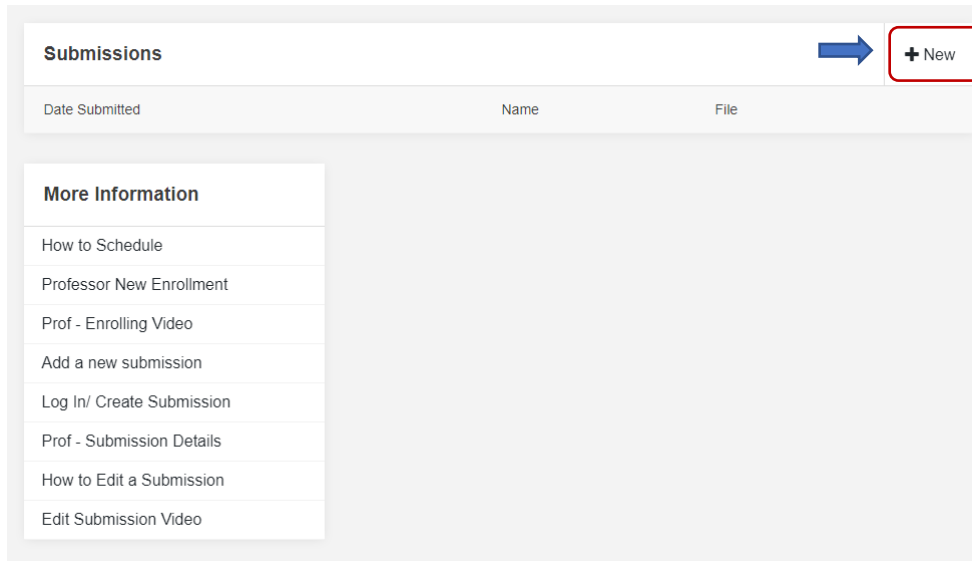 Submissions
+ New
Date Submitted Name File
More Information
How to Schedule
Professor New Enrollment
Prof - Enrolling Video
Add a new submission
Log In/ Create Submission
Prof - Submission Details
How to Edit a Submission
Edit Submission Video